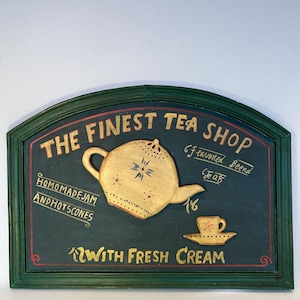 THE FINEST TEA SHOP
Flavoured Blend
Teas
HOMOMADEJAM
ANDHOTSCONES
WITH FRESH CREAM